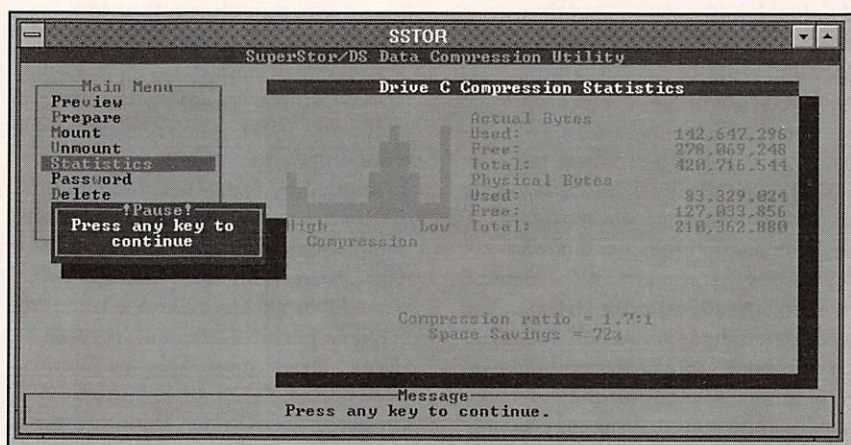 SSTOR
SuperStor/DS Data Compression Utility
Main Menu
Preview
Prepare
Mount
Unmount
Statistics
Password
Delete
!Pause!
Press any key to
continue
Drive C Compression Statistics
Actual Bytes
Used: 142,647,296
Free: 278,069,248
Total: 420,716,544
Physical Bytes
Used: 83,329,024
Free: 127,033,856
Total: 210,362,880
High Low
Compression
Compression ratio = 1.7:1
Space Savings = 72%
Message
Press any key to continue.